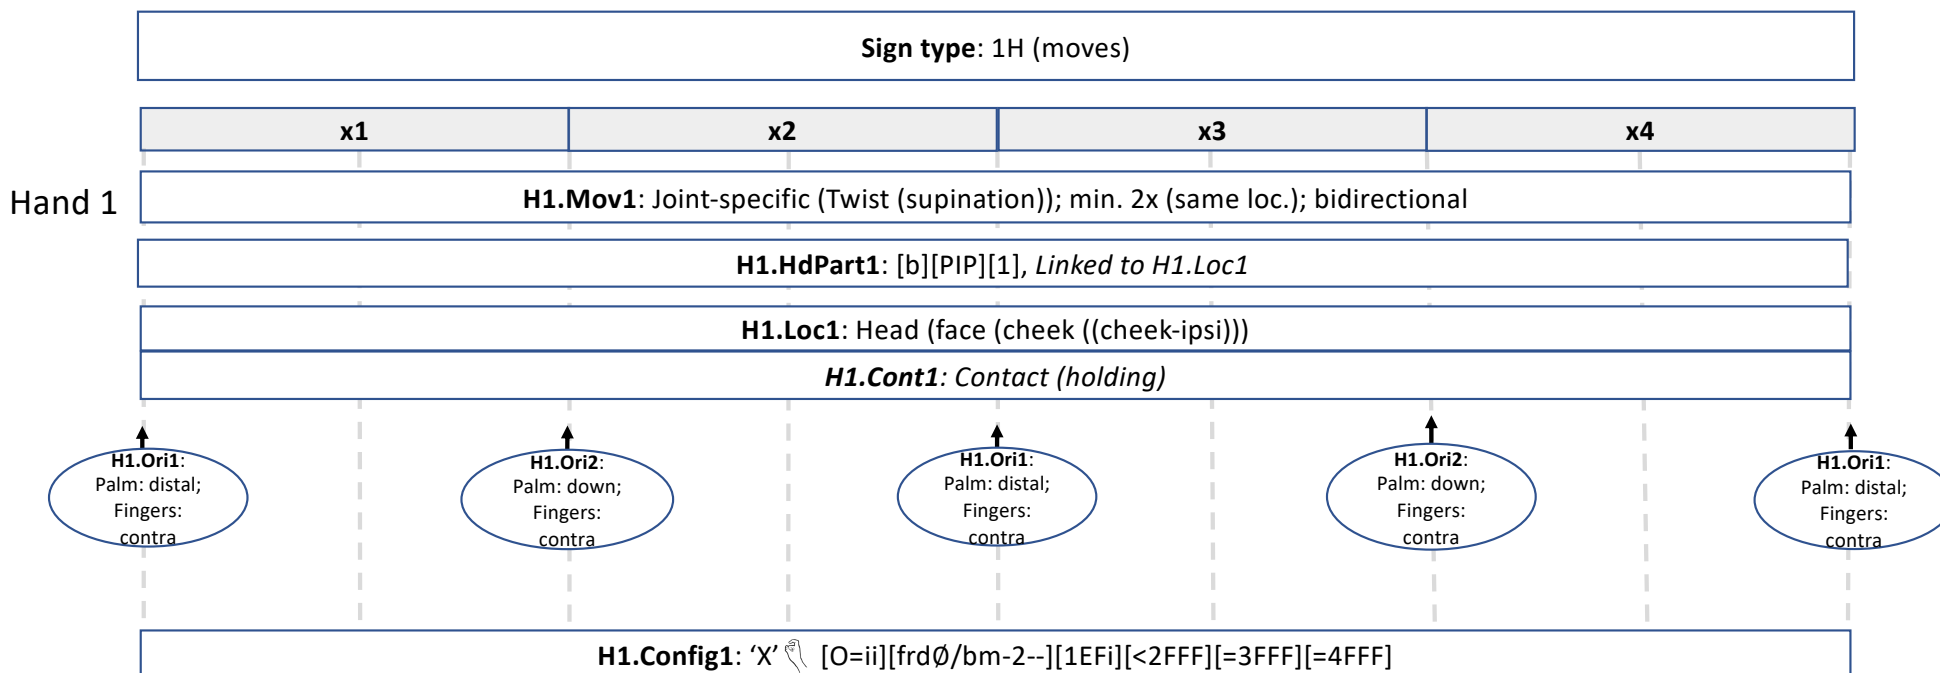 Sign type: 1H (moves)
x1 x2 x3 x4
Hand 1
H1.Mov1: Joint-specific (Twist (supination)); min. 2x (same loc.); bidirectional
H1.HdPart1: [b][PIP][1], Linked to H1.Loc1
H1.Loc1: Head (face (cheek ((cheek-ipsi)))
H1.Cont1: Contact (holding)
H1.Ori1:
Palm: distal;
Fingers:
contra
H1.Ori2:
Palm: down;
Fingers:
contra
H1.Ori1:
Palm: distal;
Fingers:
contra
H1.Ori2:
Palm: down;
Fingers:
contra
H1.Ori1:
Palm: distal;
Fingers:
contra
H1.Config1: ‘X’ [O=ii][frdØ/bm-2--][1EFi][<2FFF][=3FFF][=4FFF]